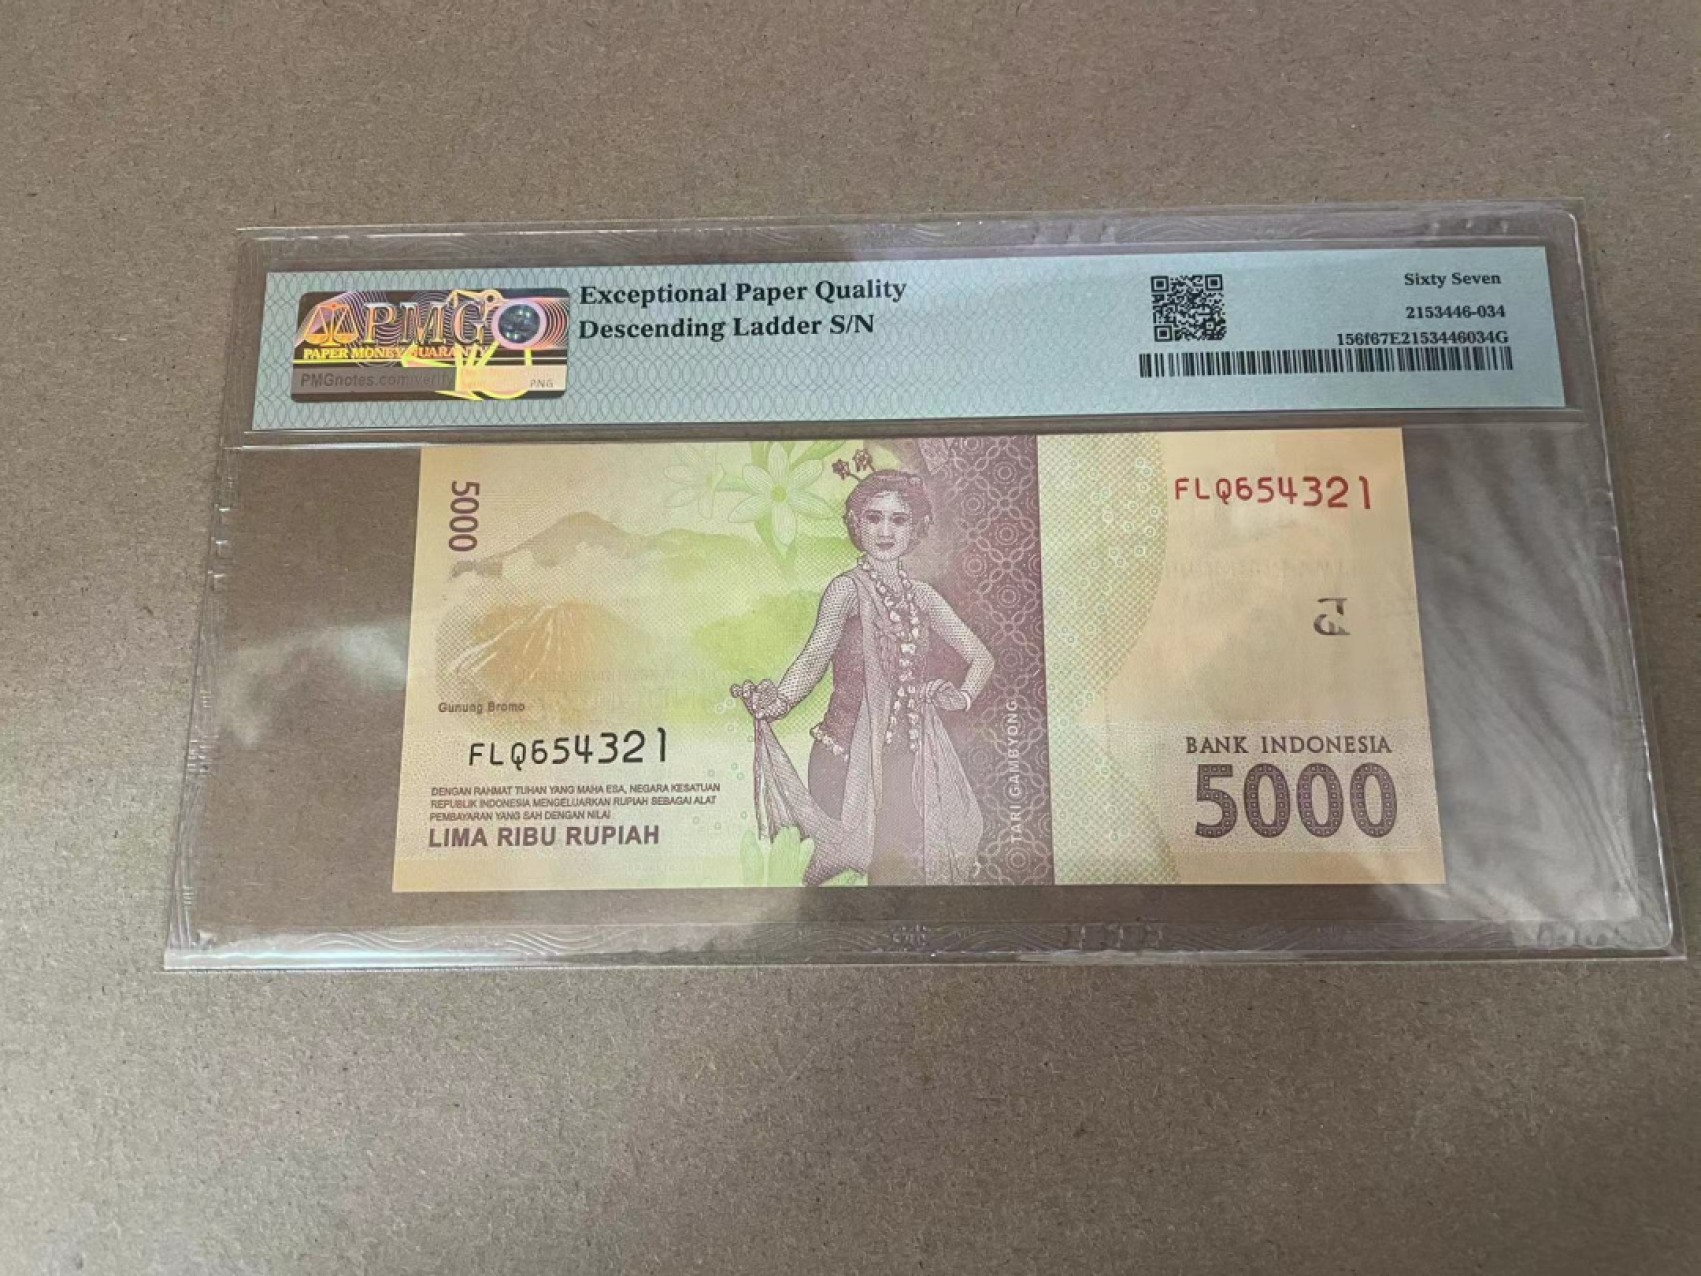 PMG
PAPER MONEY GUARANTY
PMGnotes.com/verify
PNG
Exceptional Paper Quality
Descending Ladder S/N
Sixty Seven
2153446-034
156f67E2153446034G
5000
FLQ654321
Gunung Bromo
FLQ654321
DENGAN RAHMAT TUHAN YANG MAHA ESA, NEGARA KESATUAN
REPUBLIK INDONESIA MENGELUARKAN RUPIAH SEBAGAI ALAT
PEMBAYARAN YANG SAH DENGAN NILAI
LIMA RIBU RUPIAH
TARI GAMBYONG
BANK INDONESIA
5000